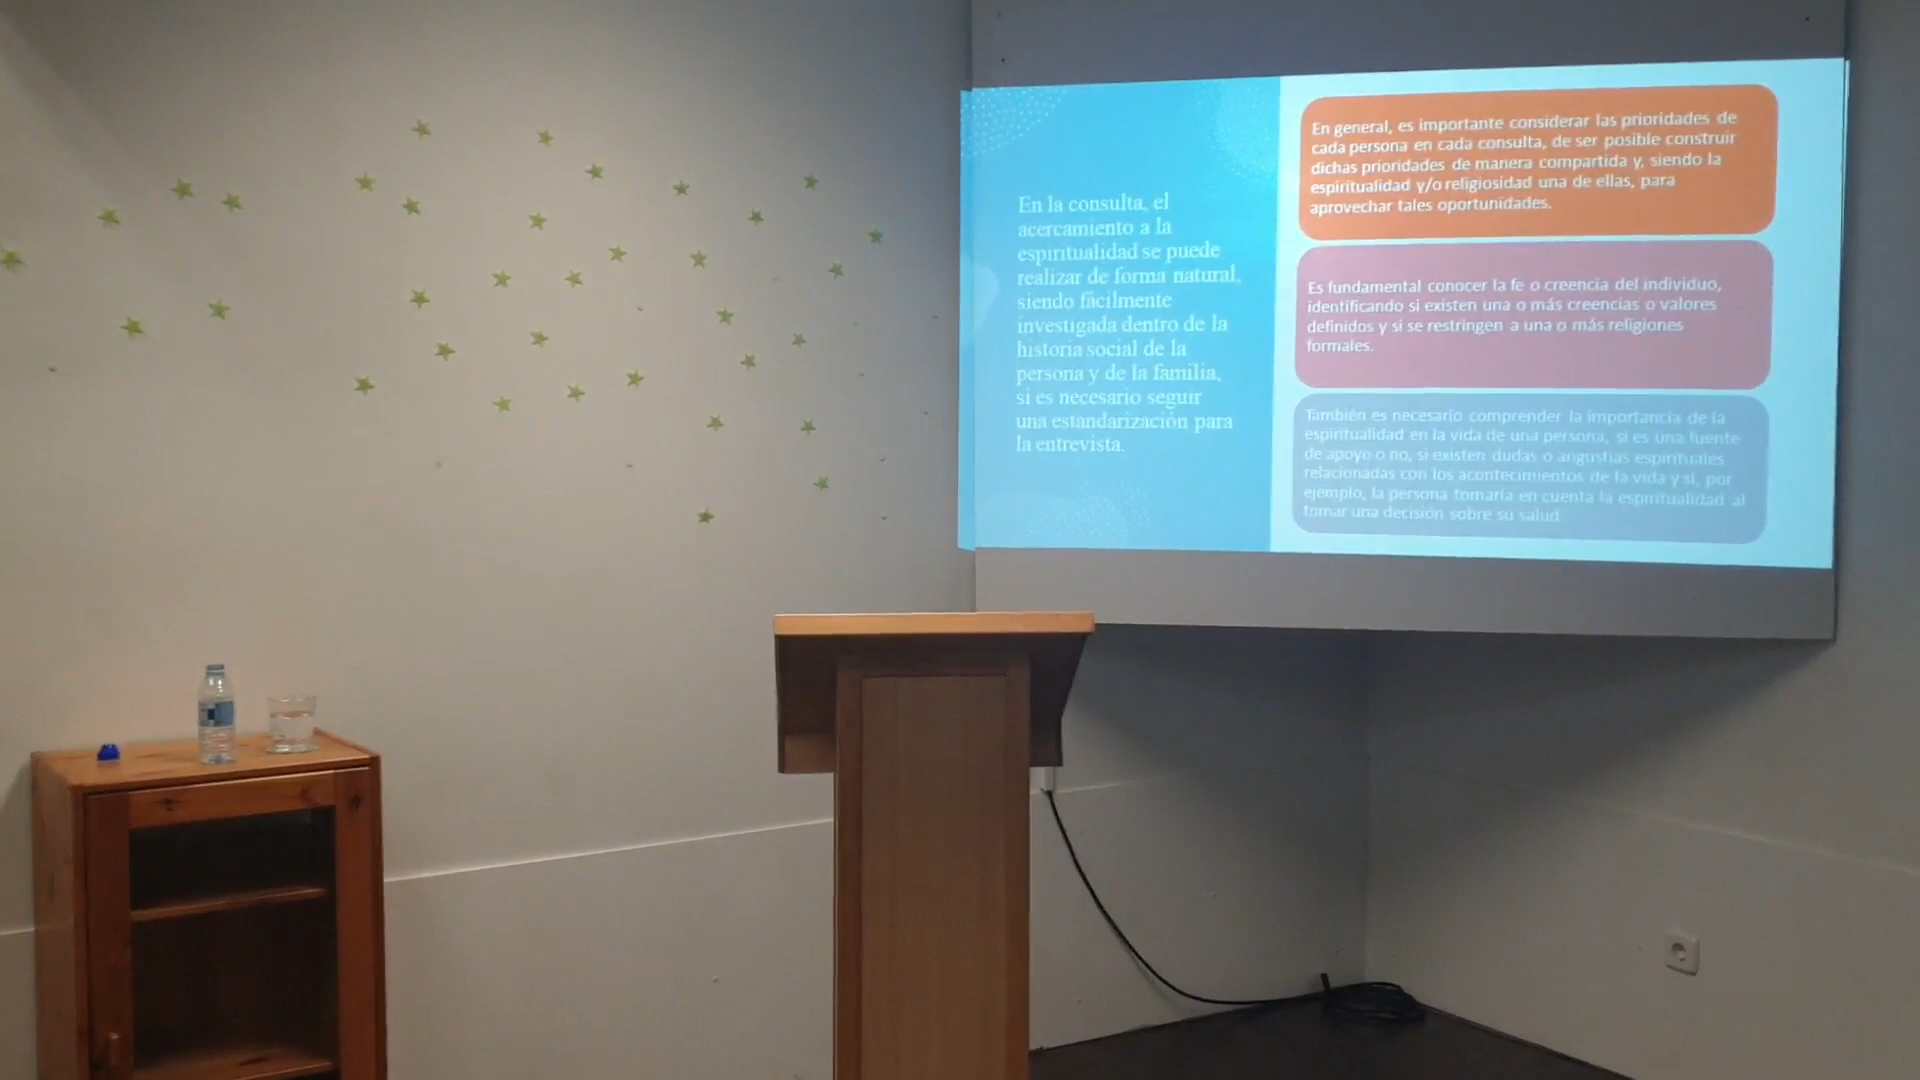 En la consulta, el
acercamiento a la
espiritualidad se puede
realizar de forma natural,
siendo fácilmente
investigada dentro de la
historia social de la
persona y de la familia,
si es necesario seguir
una estandarización para
la entrevista.
En general, es importante considerar las prioridades de
cada persona en cada consulta, de ser posible construir
dichas prioridades de manera compartida y, siendo la
espiritualidad y/o religiosidad una de ellas, para
aprovechar tales oportunidades.
Es fundamental conocer la fe o creencia del individuo,
identificando si existen una o más creencias o valores
definidos y si se restringen a una o más religiones
formales.
También es necesario comprender la importancia de la
espiritualidad en la vida de una persona, si es una fuente
de apoyo o no, si existen dudas o angustias espirituales
relacionadas con los acontecimientos de la vida y si, por
ejemplo, la persona tomaría en cuenta la espiritualidad al
tomar una decisión sobre su salud.